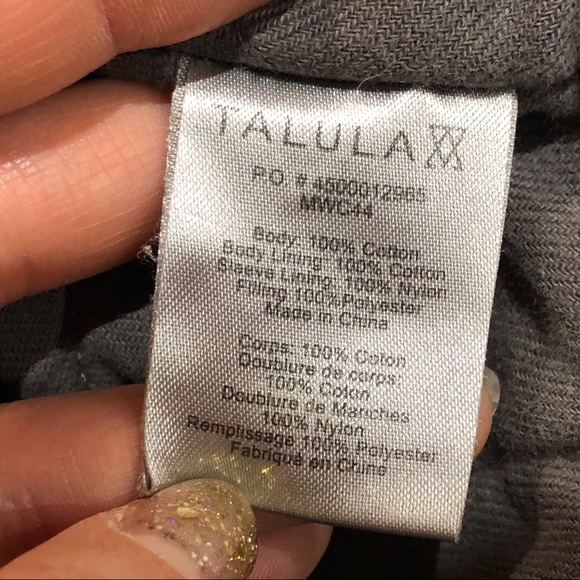 TALULA
P.O. # 4500012965
MWC44
Body: 100% Cotton
Body Lining: 100% Cotton
Sleeve Lining: 100% Nylon
Filling 100% Polyester
Made in China
Corps: 100% Coton
Doublure de corps:
100% Coton
Doublure de Manches
100% Nylon
Remplissage 100% Polyester
Fabriqué en Chine